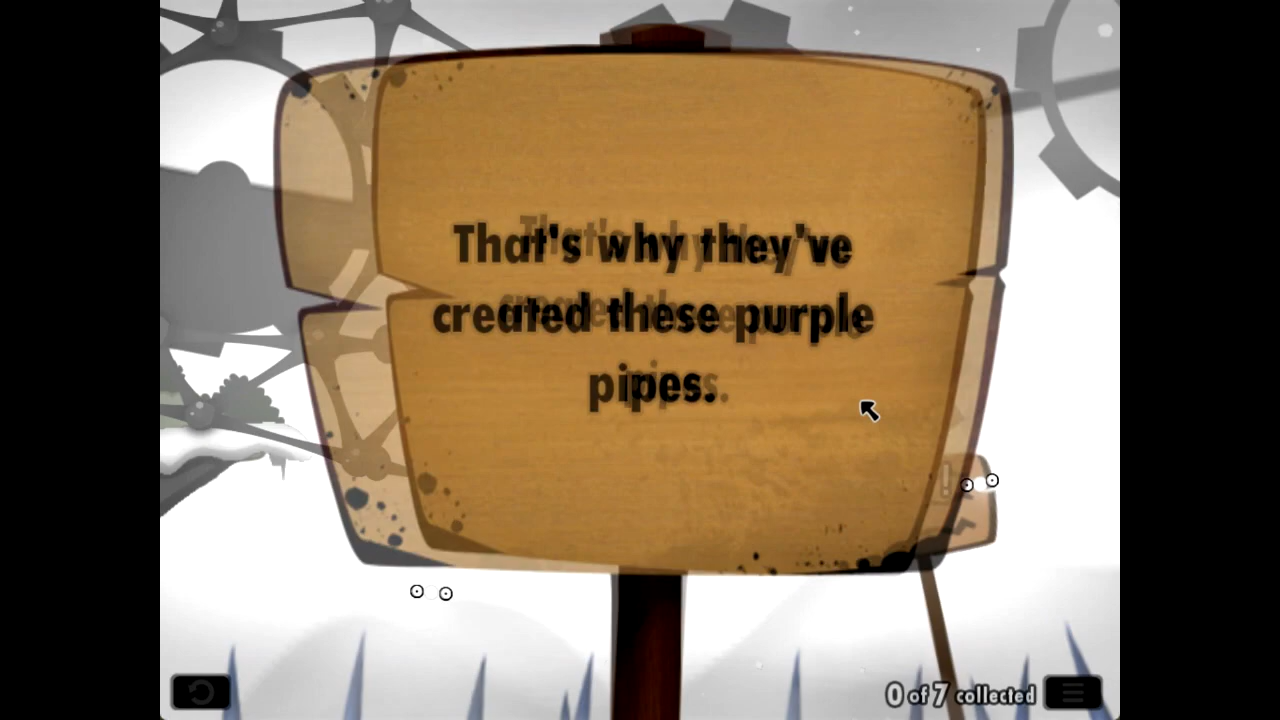 That's why they've
created these purple
pipes.
!
0 of 7 collected